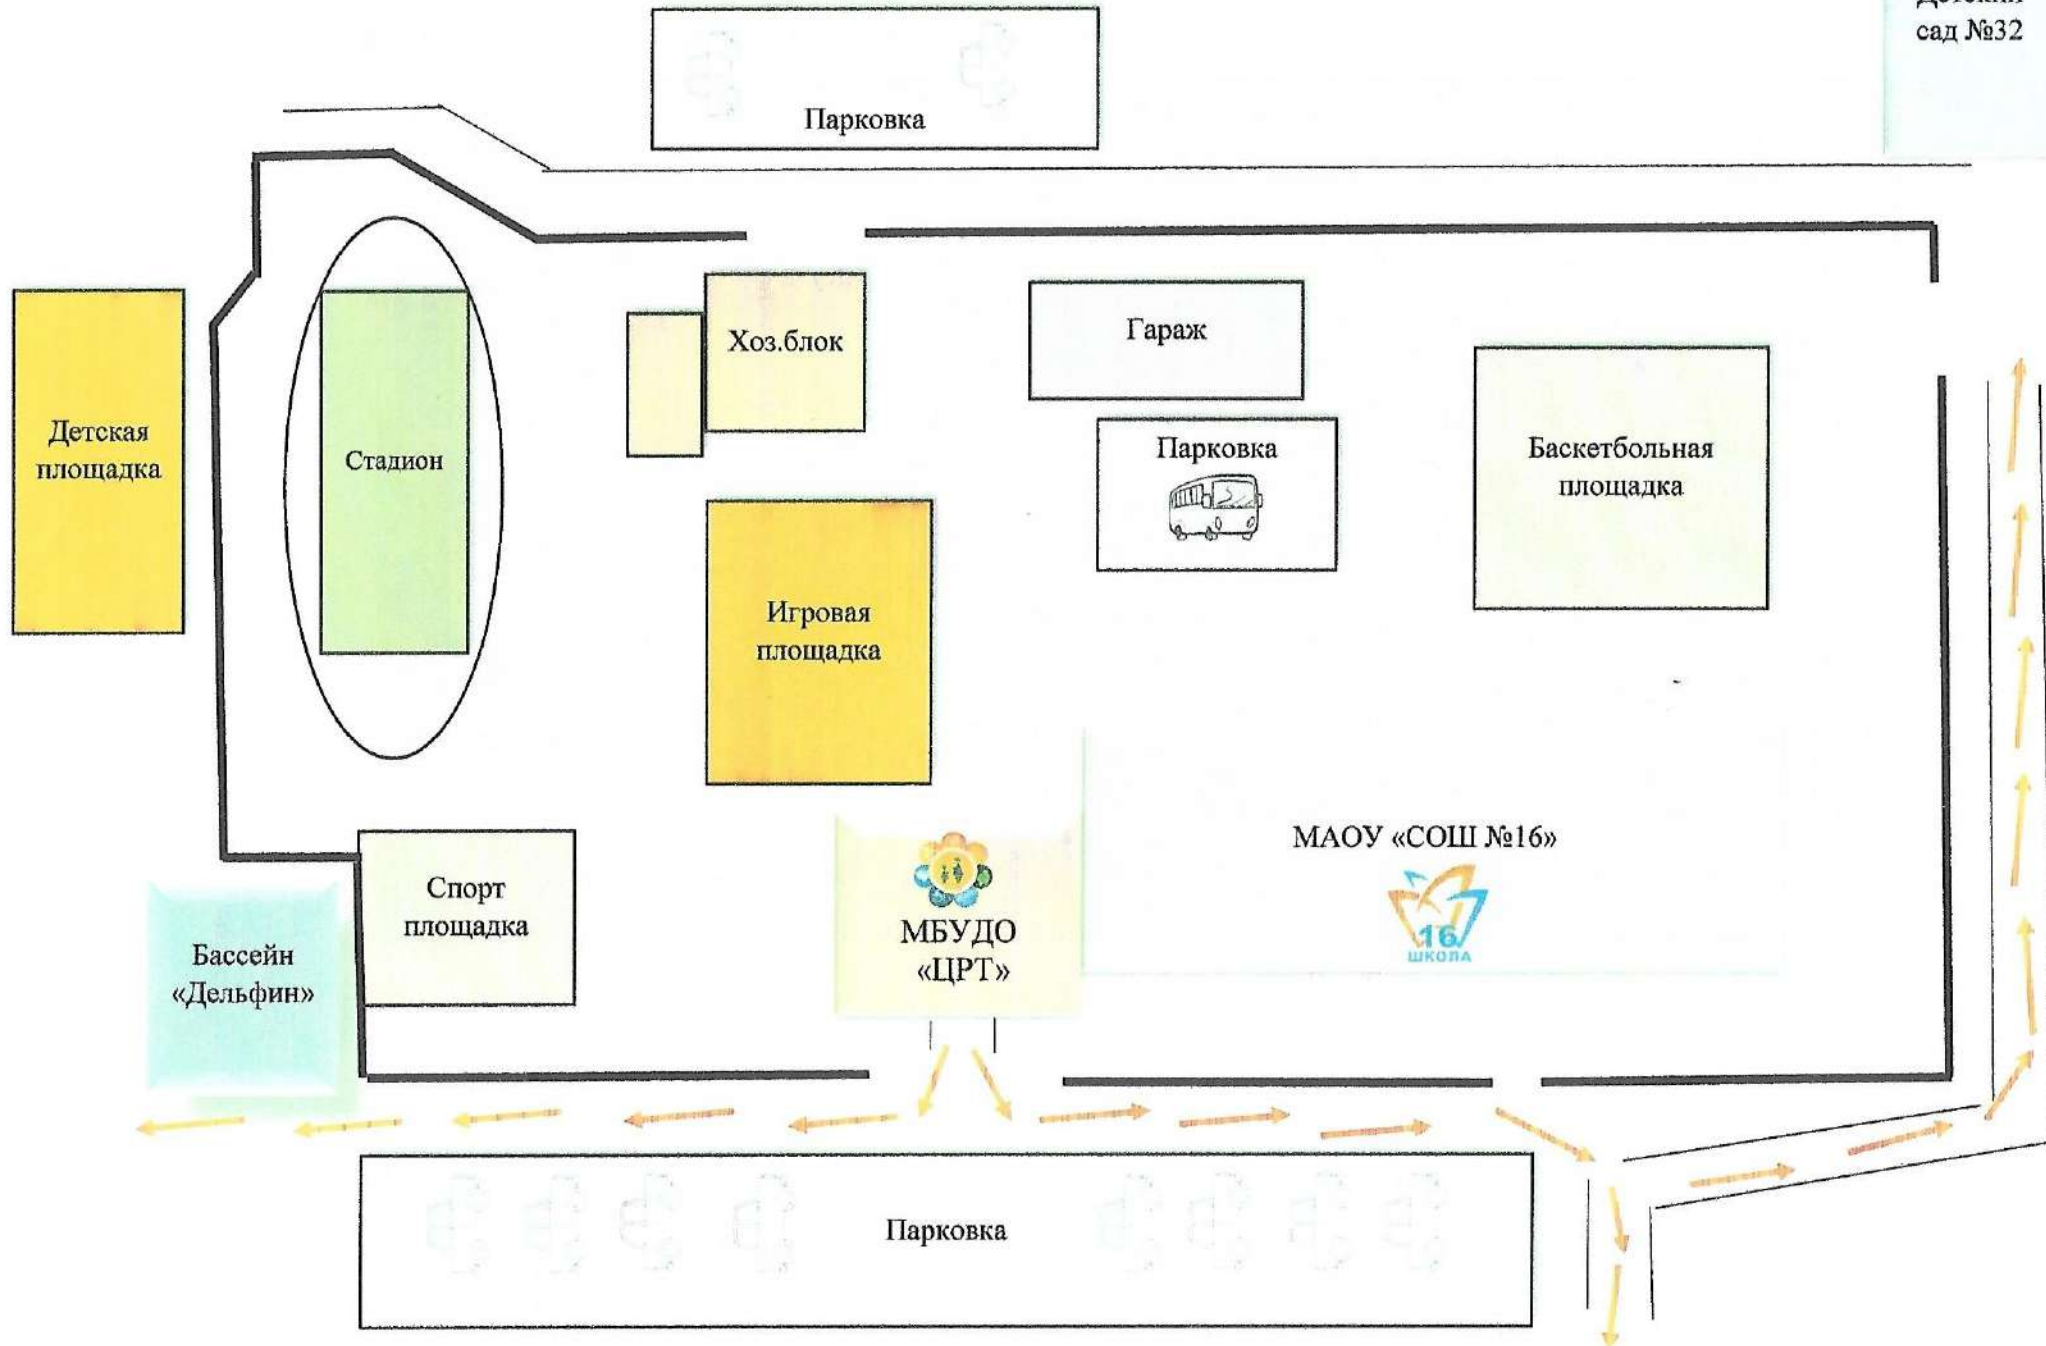 Детский
сад №32
Парковка
Хоз.блок
Гараж
Детская
площадка
Стадион
Парковка
Баскетбольная
площадка
Игровая
площадка
МАОУ «СОШ №16»
16
ШКОЛА
Спорт
площадка
МБУДО
«ЦРТ»
Бассейн
«Дельфин»
Парковка